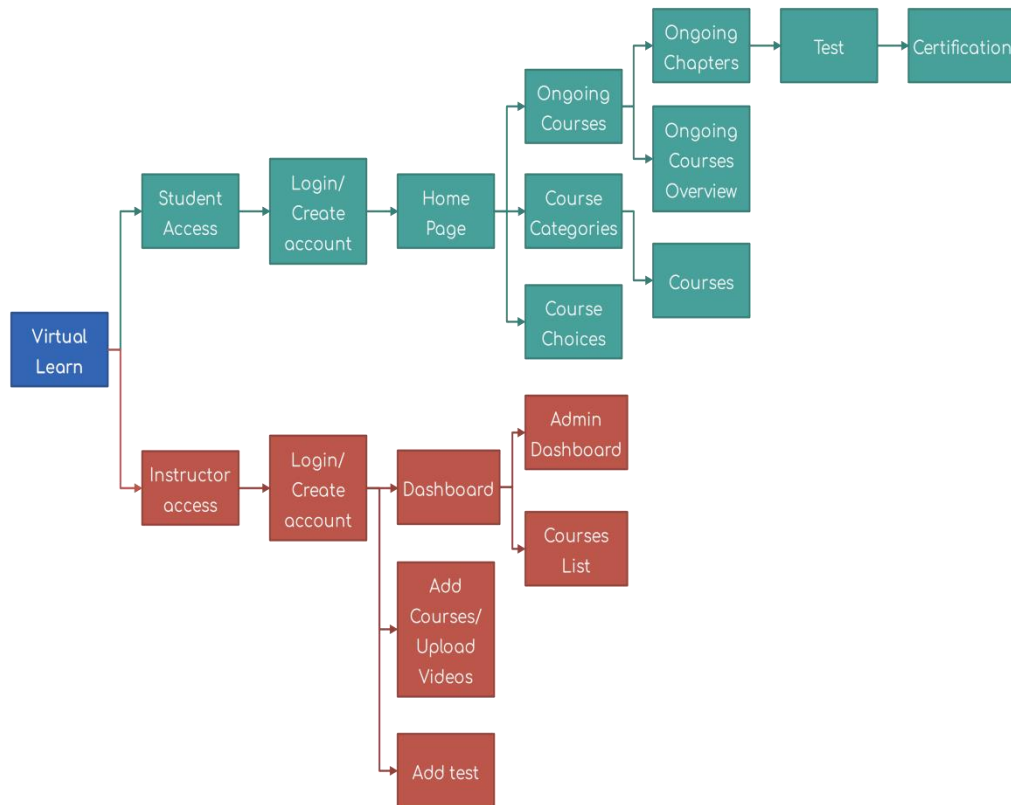 Ongoing
Chapters
Test
Certification
Ongoing
Courses
Ongoing
Courses
Overview
Student
Access
Login/
Create
account
Home
Page
Course
Categories
Courses
Course
Choices
Virtual
Learn
Admin
Dashboard
Instructor
access
Login/
Create
account
Dashboard
Courses
List
Add
Courses/
Upload
Videos
Add test